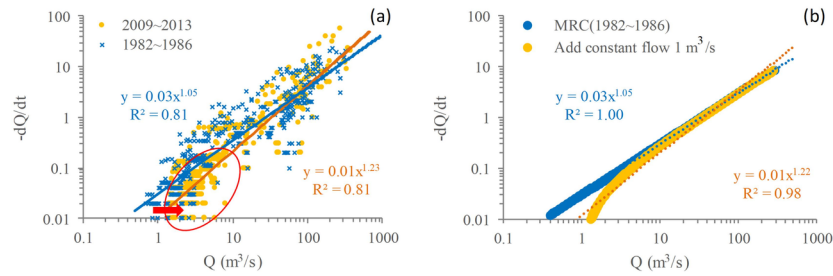 (a)
100
10
1
0.1
0.01
-dQ/dt
2009~2013
1982~1986
y = 0.03x^1.05
R² = 0.81
y = 0.01x^1.23
R² = 0.81
0.1 1 10 100 1000
Q (m³/s)
(b)
100
10
1
0.1
0.01
-dQ/dt
MRC(1982~1986)
Add constant flow 1 m³/s
y = 0.03x^1.05
R² = 1.00
y = 0.01x^1.22
R² = 0.98
0.1 1 10 100 1000
Q (m³/s)